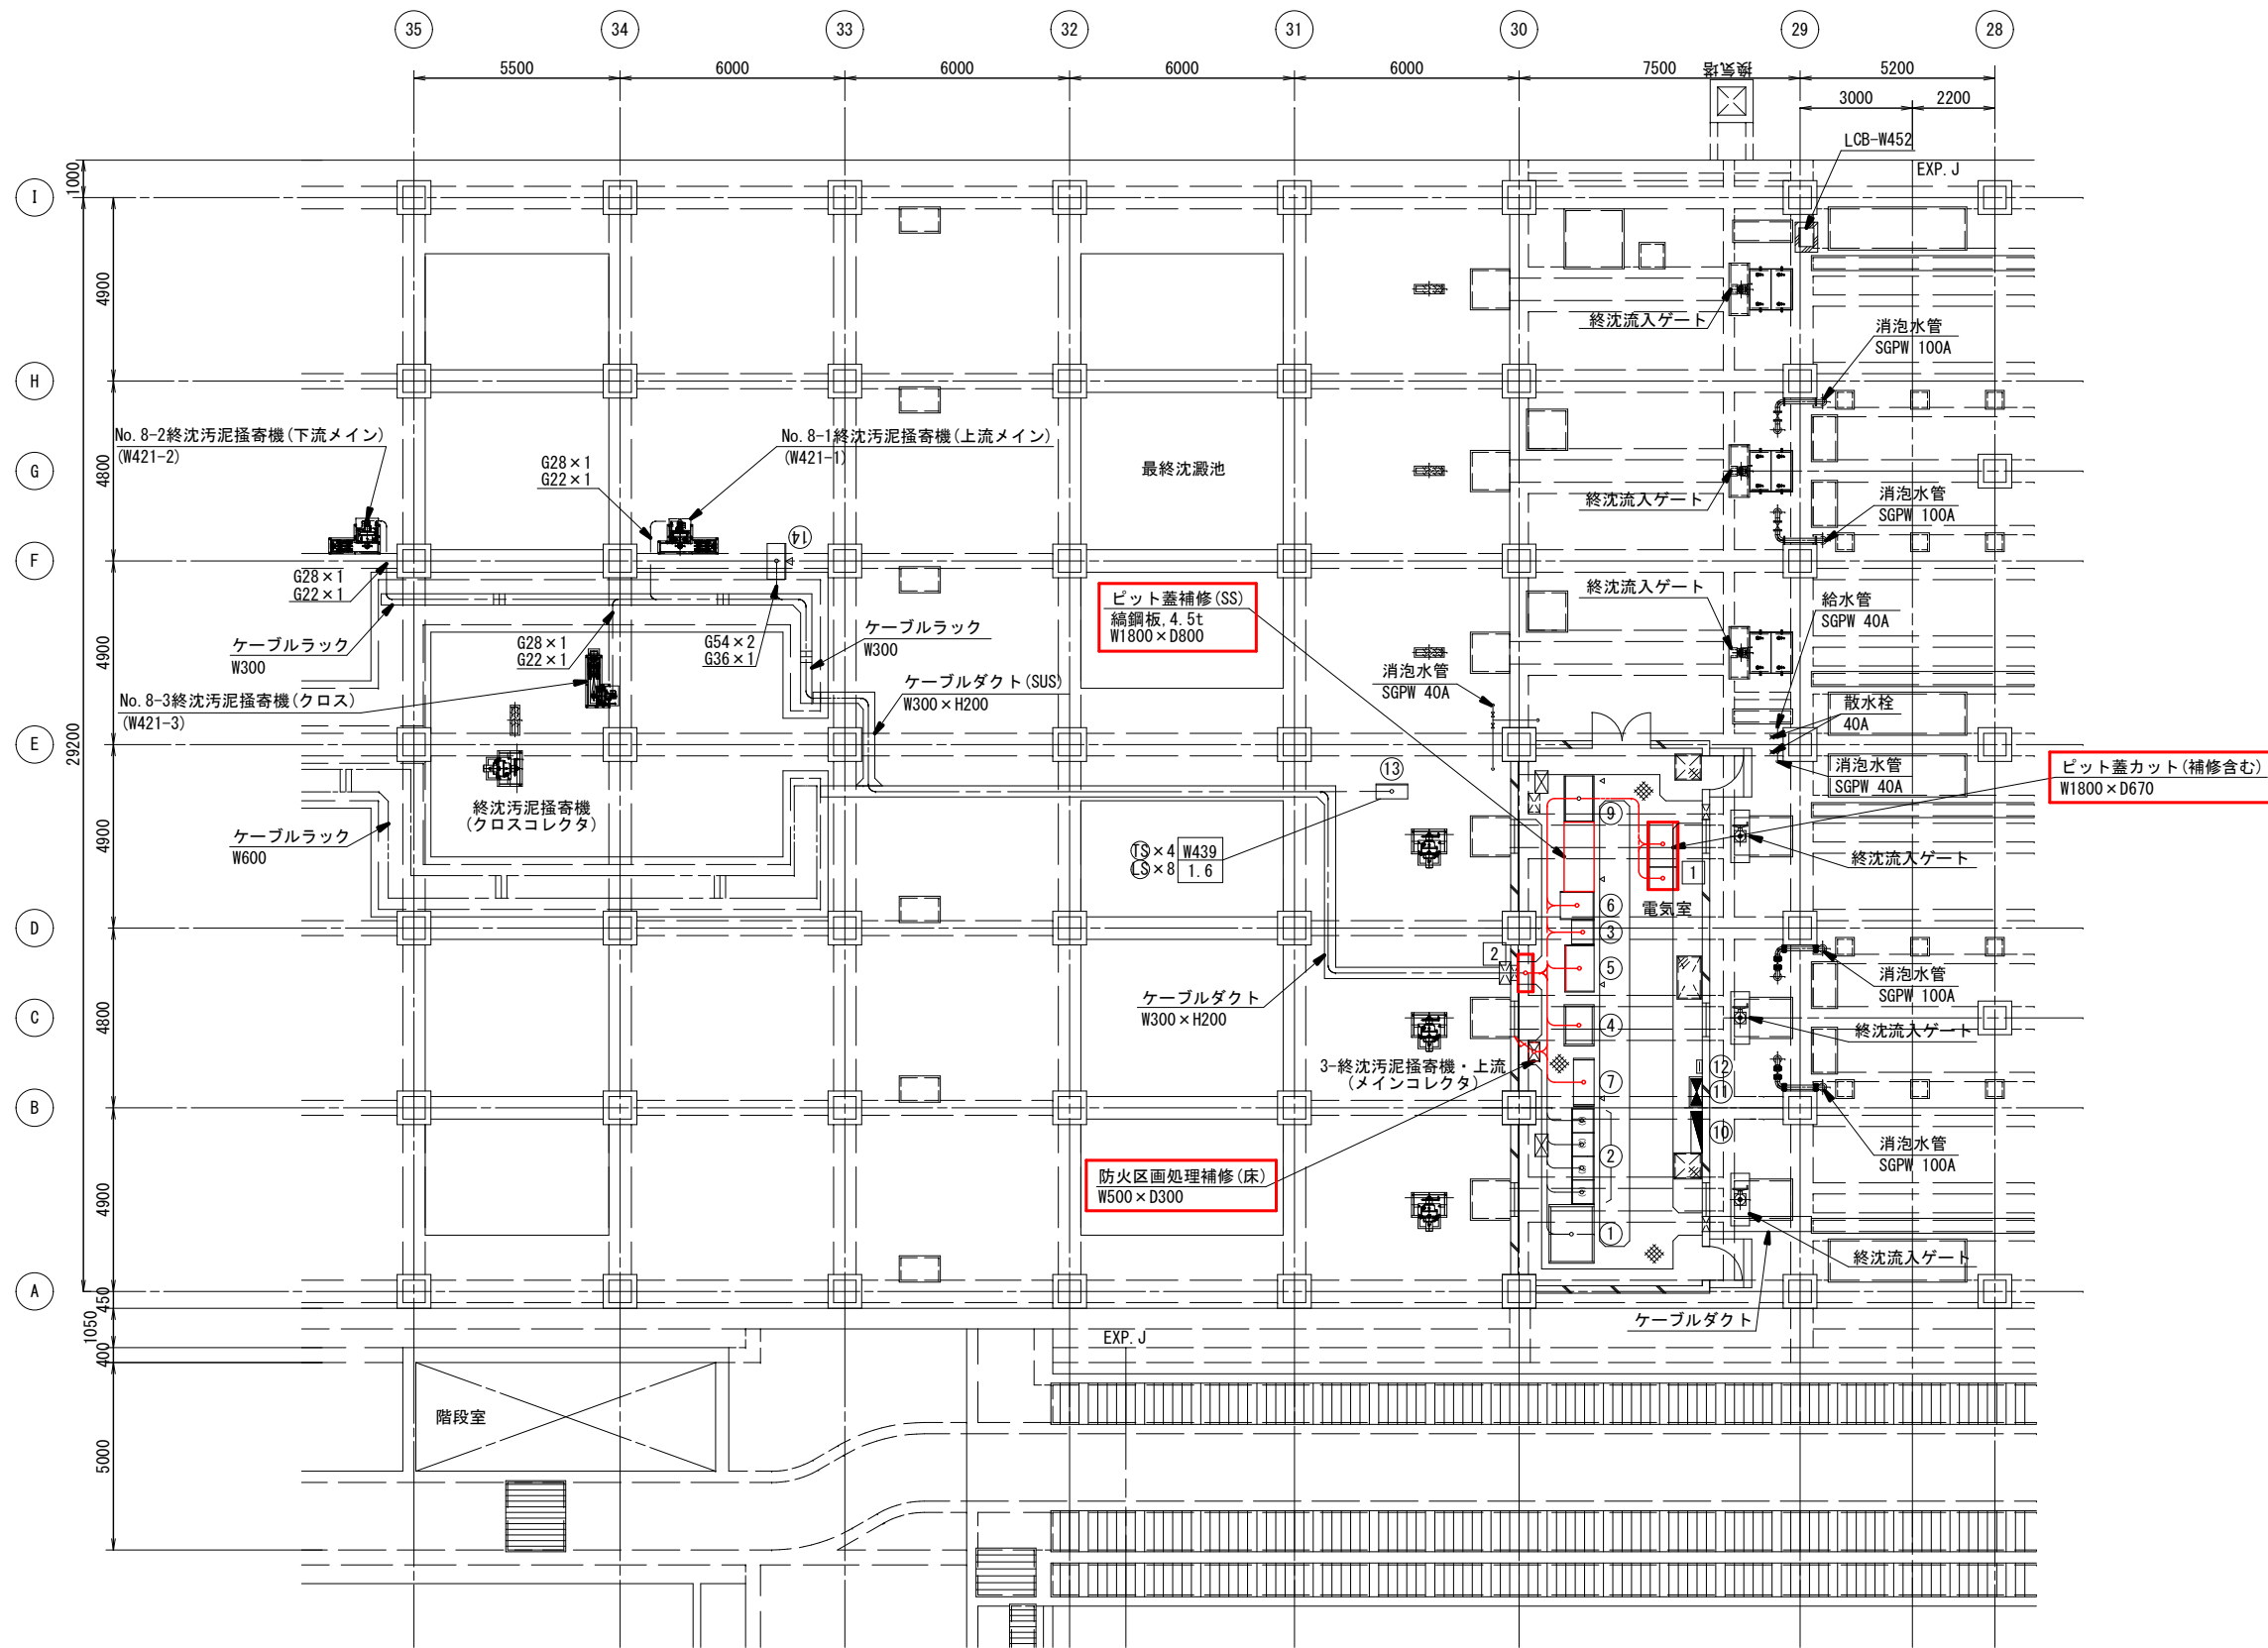 35 34 33 32 31 30 29 28
5500 6000 6000 6000 6000 7500 5200
換気塔
3000 2200
LCB-W452
EXP.J
1000
I
4900
終沈流入ゲート
消泡水管
SGPW 100A
H
No.8-2終沈汚泥掻寄機(下流メイン)
(W421-2)
No.8-1終沈汚泥掻寄機(上流メイン)
(W421-1)
G28×1
G22×1
最終沈澱池
4800
G
終沈流入ゲート
消泡水管
SGPW 100A
⑭
F
G28×1
G22×1
ピット蓋補修(SS)
縞鋼板,4.5t
W1800×D800
終沈流入ゲート
給水管
SGPW 40A
ケーブルラック
W300
G28×1
G22×1
G54×2
G36×1
ケーブルラック
W300
4900
消泡水管
SGPW 40A
ケーブルダクト(SUS)
W300×H200
No.8-3終沈汚泥掻寄機(クロス)
(W421-3)
散水栓
40A
29200
E
消泡水管
SGPW 40A
ピット蓋カット(補修含む)
W1800×D670
⑬
終沈汚泥掻寄機
(クロスコレクタ)
⑨
ケーブルラック
W600
4900
TS×4 W439
LS×8 1.6
終沈流入ゲート
1
⑥
電気室
D
③
2
⑤
消泡水管
SGPW 100A
ケーブルダクト
W300×H200
4800
C
④
終沈流入ゲート
3-終沈汚泥掻寄機・上流
(メインコレクタ)
⑫
⑦
⑪
B
⑩
消泡水管
SGPW 100A
②
防火区画処理補修(床)
W500×D300
4900
①
終沈流入ゲート
A
450
ケーブルダクト
1050
EXP.J
400
階段室
5000